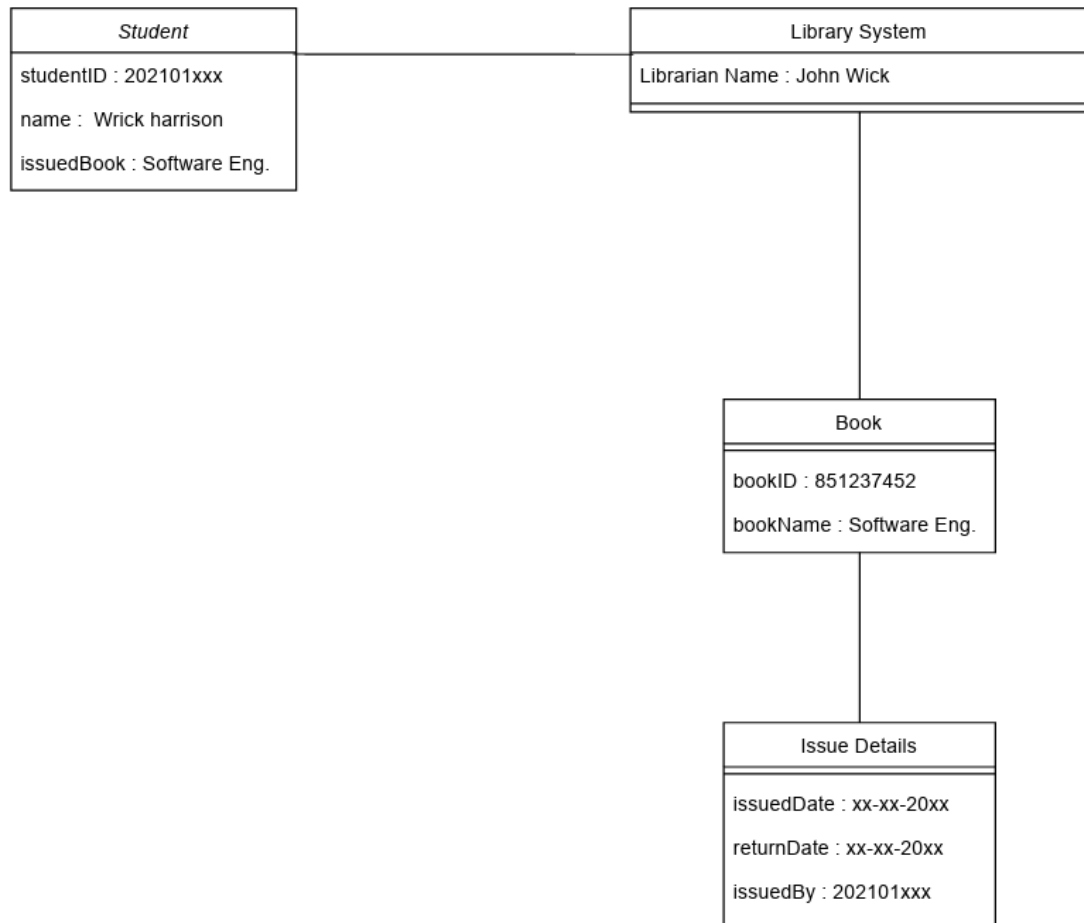 Student
studentID : 202101xxx
name :  Wrick harrison
issuedBook : Software Eng.
Library System
Librarian Name : John Wick
Book
bookID : 851237452
bookName : Software Eng.
Issue Details
issuedDate : xx-xx-20xx
returnDate : xx-xx-20xx
issuedBy : 202101xxx